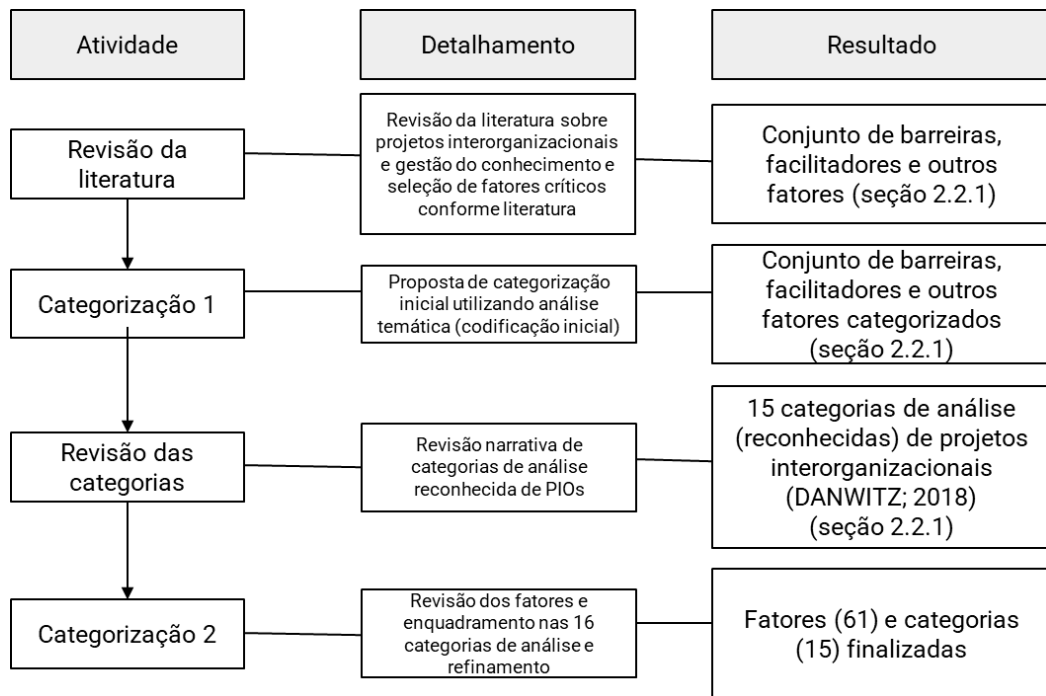 Atividade
Detalhamento
Resultado
Revisão da
literatura
Revisão da literatura sobre
projetos interorganizacionais
e gestão do conhecimento e
seleção de fatores críticos
conforme literatura
Conjunto de barreiras,
facilitadores e outros
fatores (seção 2.2.1)
Categorização 1
Proposta de categorização
inicial utilizando análise
temática (codificação inicial)
Conjunto de barreiras,
facilitadores e outros
fatores categorizados
(seção 2.2.1)
Revisão das
categorias
Revisão narrativa de
categorias de análise
reconhecida de PIOs
15 categorias de análise
(reconhecidas) de projetos
interorganizacionais
(DANWITZ; 2018)
(seção 2.2.1)
Categorização 2
Revisão dos fatores e
enquadramento nas 16
categorias de análise e
refinamento
Fatores (61) e categorias
(15) finalizadas